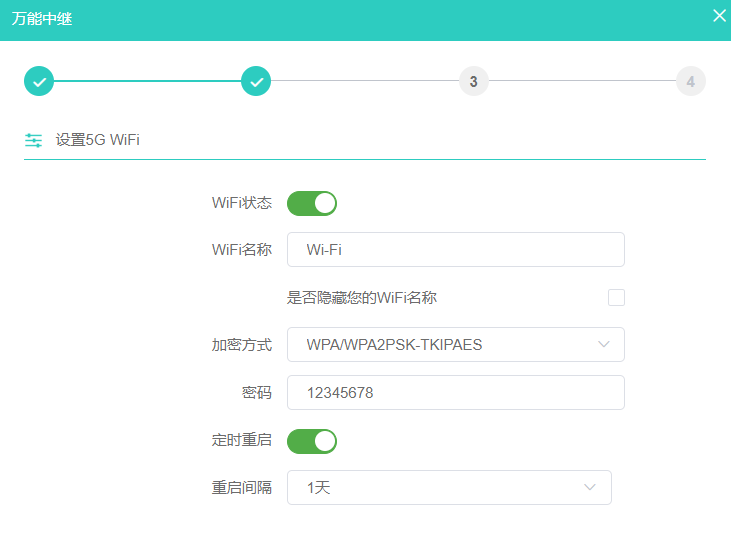 万能中继
3
4
设置5G WiFi
WiFi状态
WiFi名称 Wi-Fi
是否隐藏您的WiFi名称
加密方式 WPA/WPA2PSK-TKIPAES
密码 12345678
定时重启
重启间隔 1天